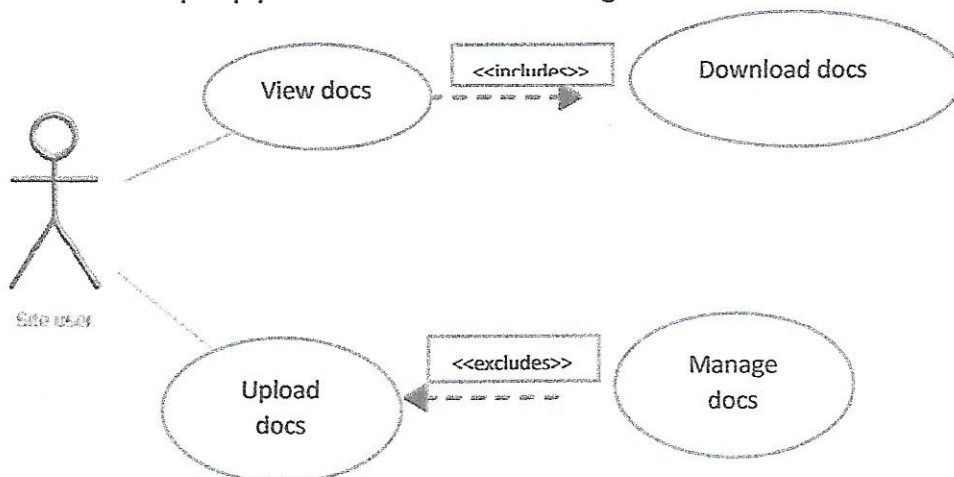 View docs
<<includes>>
Download docs
Site user
Upload
docs
<<excludes>>
Manage
docs